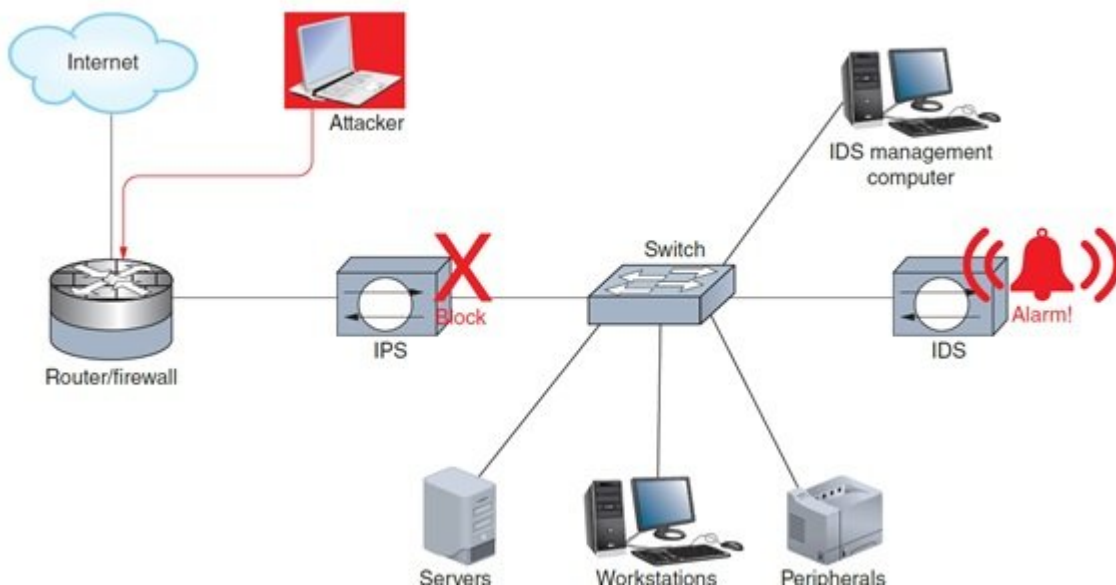 Internet
Attacker
IDS management
computer
Switch
Block
Alarm!
IPS
IDS
Router/firewall
Servers
Workstations
Peripherals